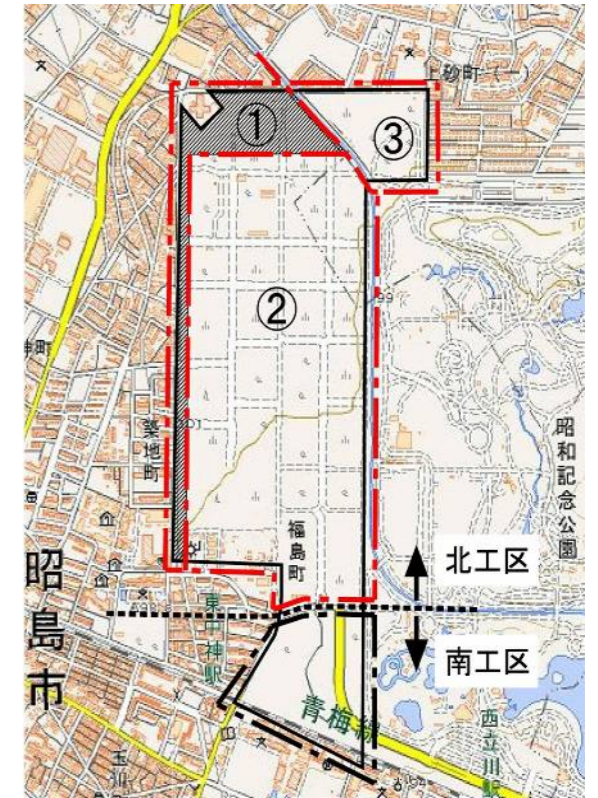 上砂町(一)
①
③
②
99
築地町
昭和記念公園
福島町
北工区
昭島市
東中神駅
南工区
青梅線
西立川駅
玉川